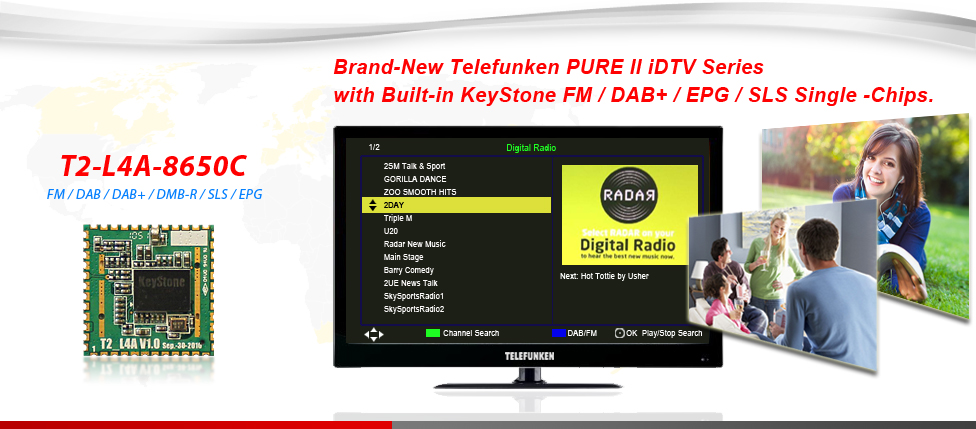 Brand-New Telefunken PURE II iDTV Series
with Built-in KeyStone FM / DAB+ / EPG / SLS Single -Chips.
T2-L4A-8650C
FM / DAB / DAB+ / DMB-R / SLS / EPG
KeyStone
1
T2_L4A V1.0 Sep.-30-2016
1/2
Digital Radio
2SM Talk & Sport
GORILLA DANCE
ZOO SMOOTH HITS
2DAY
Triple M
U20
Radar New Music
Main Stage
Barry Comedy
2UE News Talk
SkySportsRadio1
SkySportsRadio2
RADAR
Select RADAR on your
Digital Radio
to hear the best new music now.
Next: Hot Tottie by Usher
Channel Search
DAB/FM
OK Play/Stop Search
TELEFUNKEN